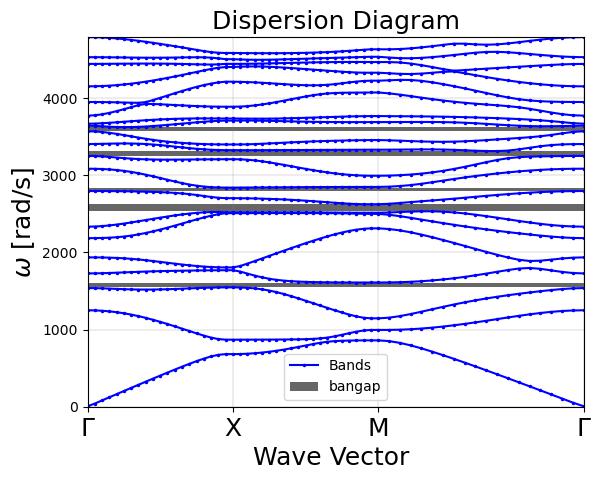 Dispersion Diagram
4000
3000
2000
1000
0
ω [rad/s]
Bands
bangap
Γ X M Γ
Wave Vector